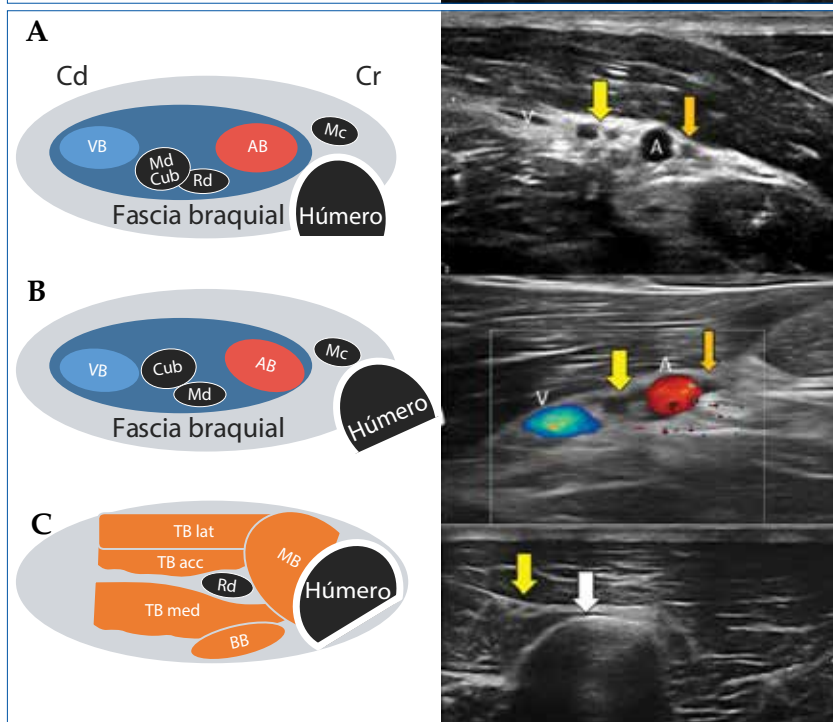 A
Cd
Cr
VB
Md
Cub
Rd
AB
Mc
Fascia braquial
Húmero
V
A
B
VB
Cub
Md
AB
Mc
Fascia braquial
Húmero
V
A
C
TB lat
TB acc
TB med
Rd
MB
BB
Húmero